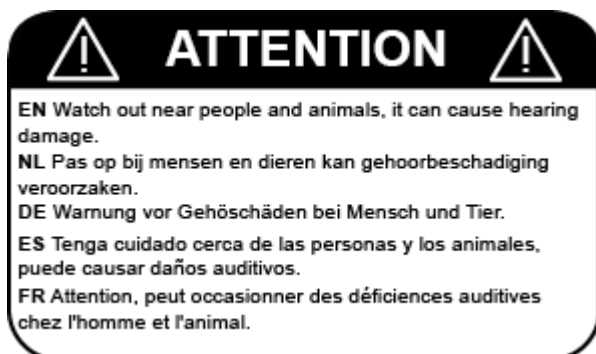 ATTENTION
EN Watch out near people and animals, it can cause hearing
damage.
NL Pas op bij mensen en dieren kan gehoorbeschadiging
veroorzaken.
DE Warnung vor Gehöschäden bei Mensch und Tier.
ES Tenga cuidado cerca de las personas y los animales,
puede causar daños auditivos.
FR Attention, peut occasionner des déficiences auditives
chez l'homme et l'animal.